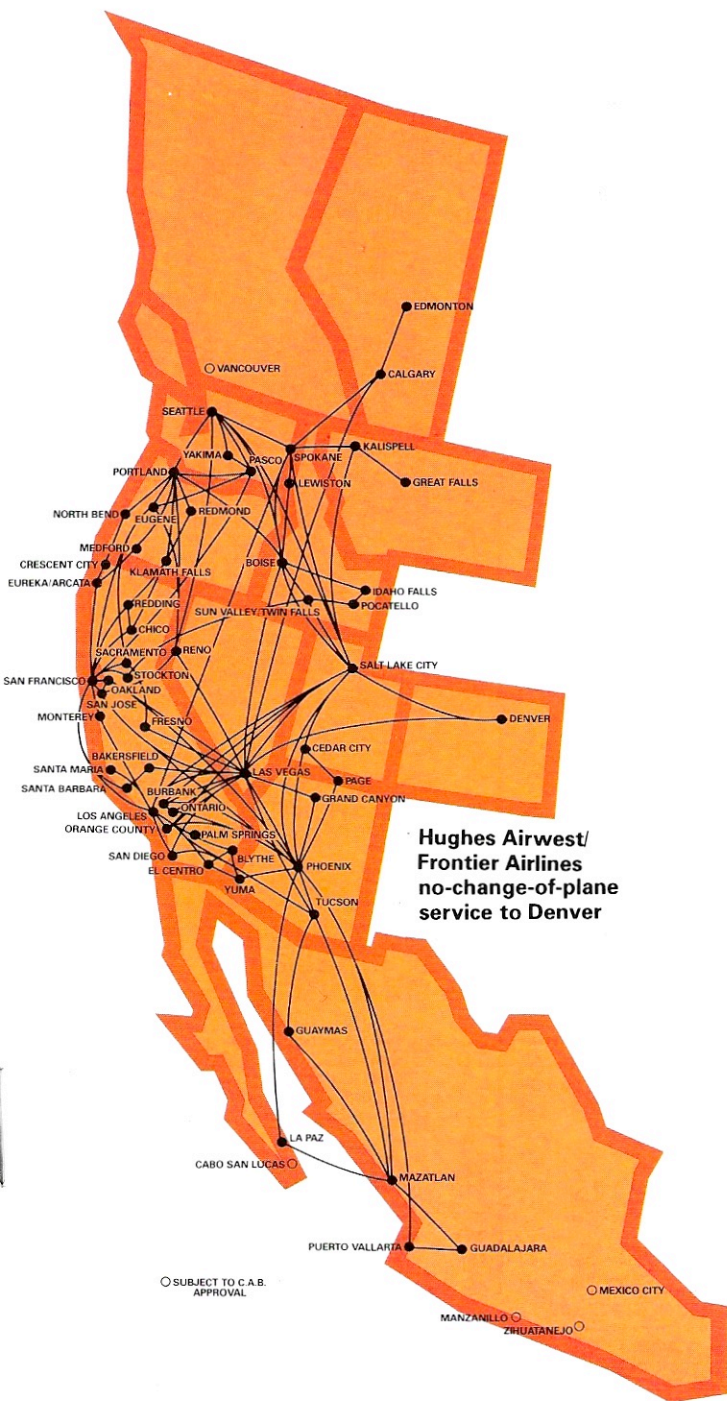 EDMONTON
VANCOUVER
CALGARY
SEATTLE
YAKIMA
PASCO
SPOKANE
KALISPELL
PORTLAND
LEWISTON
GREAT FALLS
NORTH BEND
EUGENE
REDMOND
MEDFORD
CRESCENT CITY
KLAMATH FALLS
BOISE
EUREKA/ARCATA
IDAHO FALLS
REDDING
SUN VALLEY/TWIN FALLS
POCATELLO
CHICO
SACRAMENTO
RENO
SAN FRANCISCO
STOCKTON
SALT LAKE CITY
OAKLAND
SAN JOSE
MONTEREY
FRESNO
DENVER
CEDAR CITY
BAKERSFIELD
SANTA MARIA
LAS VEGAS
PAGE
SANTA BARBARA
BURBANK
GRAND CANYON
ONTARIO
LOS ANGELES
ORANGE COUNTY
PALM SPRINGS
SAN DIEGO
BLYTHE
EL CENTRO
PHOENIX
YUMA
TUCSON
Hughes Airwest/
Frontier Airlines
no-change-of-plane
service to Denver
GUAYMAS
LA PAZ
CABO SAN LUCAS
MAZATLAN
PUERTO VALLARTA
GUADALAJARA
SUBJECT TO C.A.B.
APPROVAL
MEXICO CITY
MANZANILLO
ZIHUATANEJO